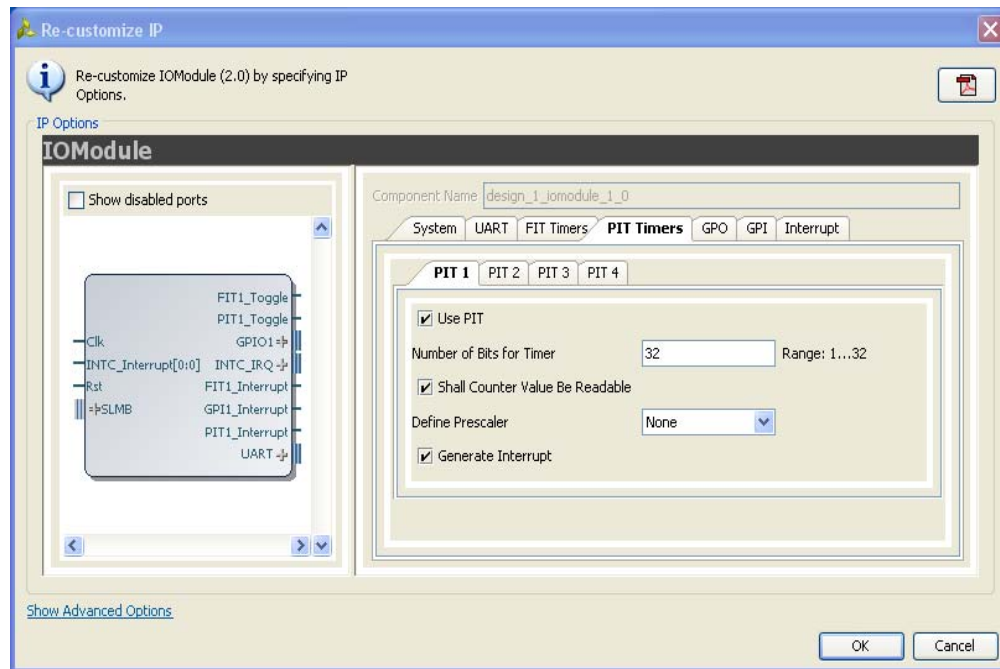 Re-customize IP
Re-customize IOModule (2.0) by specifying IP
Options.
IP Options
IOModule
Show disabled ports
FIT1_Toggle
PIT1_Toggle
Clk
GPIO1
INTC_Interrupt[0:0]
INTC_IRQ
Rst
FIT1_Interrupt
SLMB
GPI1_Interrupt
PIT1_Interrupt
UART
Component Name design_1_iomodule_1_0
System UART FIT Timers PIT Timers GPO GPI Interrupt
PIT 1 PIT 2 PIT 3 PIT 4
Use PIT
Number of Bits for Timer 32 Range: 1...32
Shall Counter Value Be Readable
Define Prescaler None
Generate Interrupt
Show Advanced Options
OK Cancel